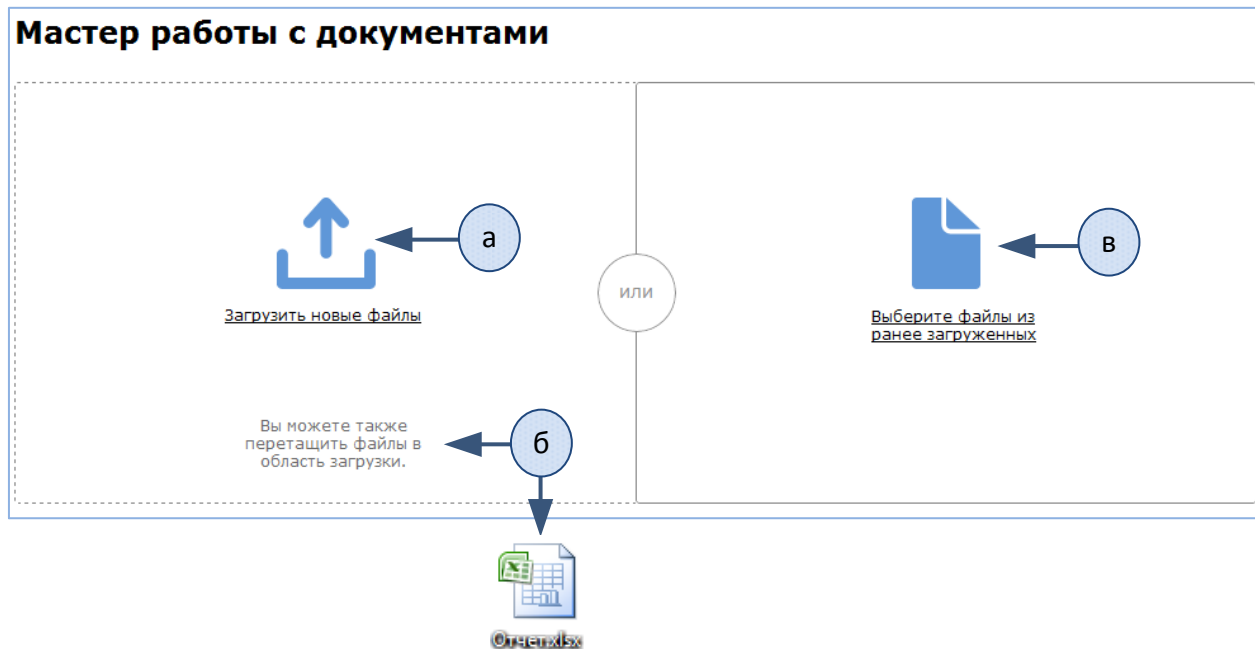 Мастер работы с документами
а
в
или
Загрузить новые файлы
Выберите файлы из
ранее загруженных
Вы можете также
перетащить файлы в
область загрузки.
б
Отчет.xlsx